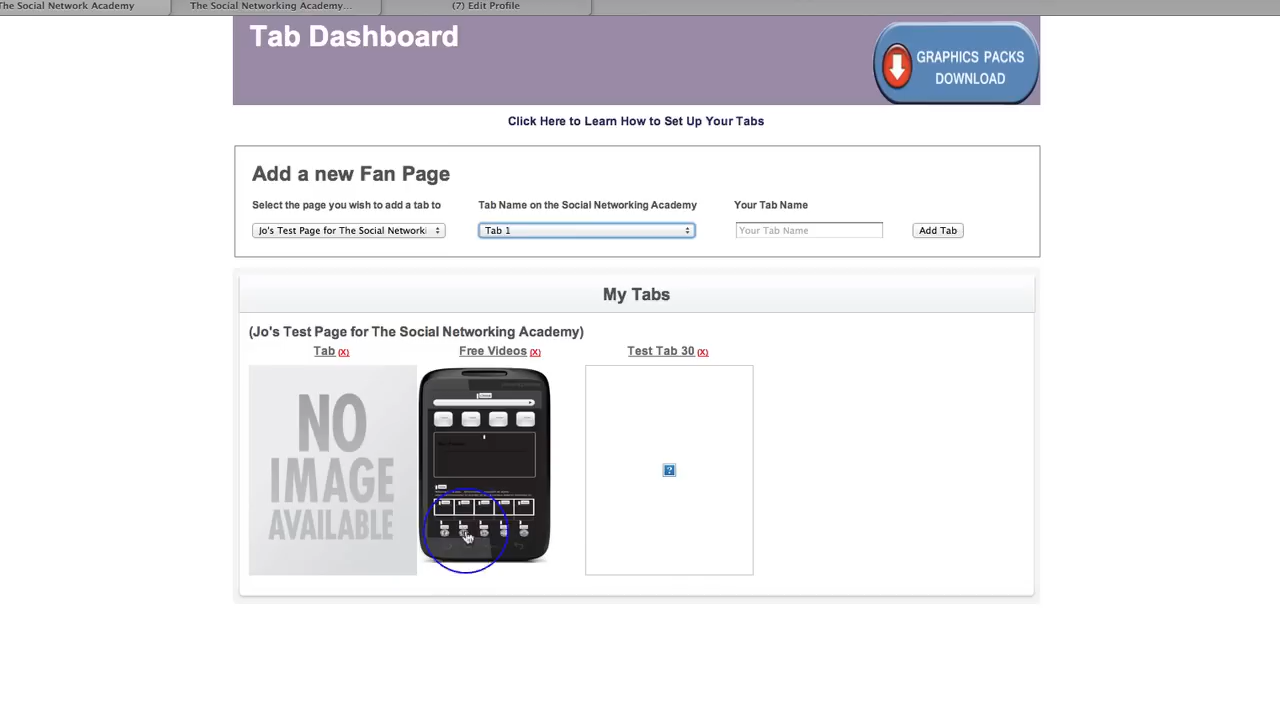 The Social Network Academy
The Social Networking Academy...
(7) Edit Profile
Tab Dashboard
GRAPHICS PACKS
DOWNLOAD
Click Here to Learn How to Set Up Your Tabs
Add a new Fan Page
Select the page you wish to add a tab to
Tab Name on the Social Networking Academy
Your Tab Name
Jo's Test Page for The Social Networki
Tab 1
Your Tab Name
Add Tab
My Tabs
(Jo's Test Page for The Social Networking Academy)
Tab (X)
Free Videos (X)
Test Tab 30 (X)
NO
IMAGE
AVAILABLE
?